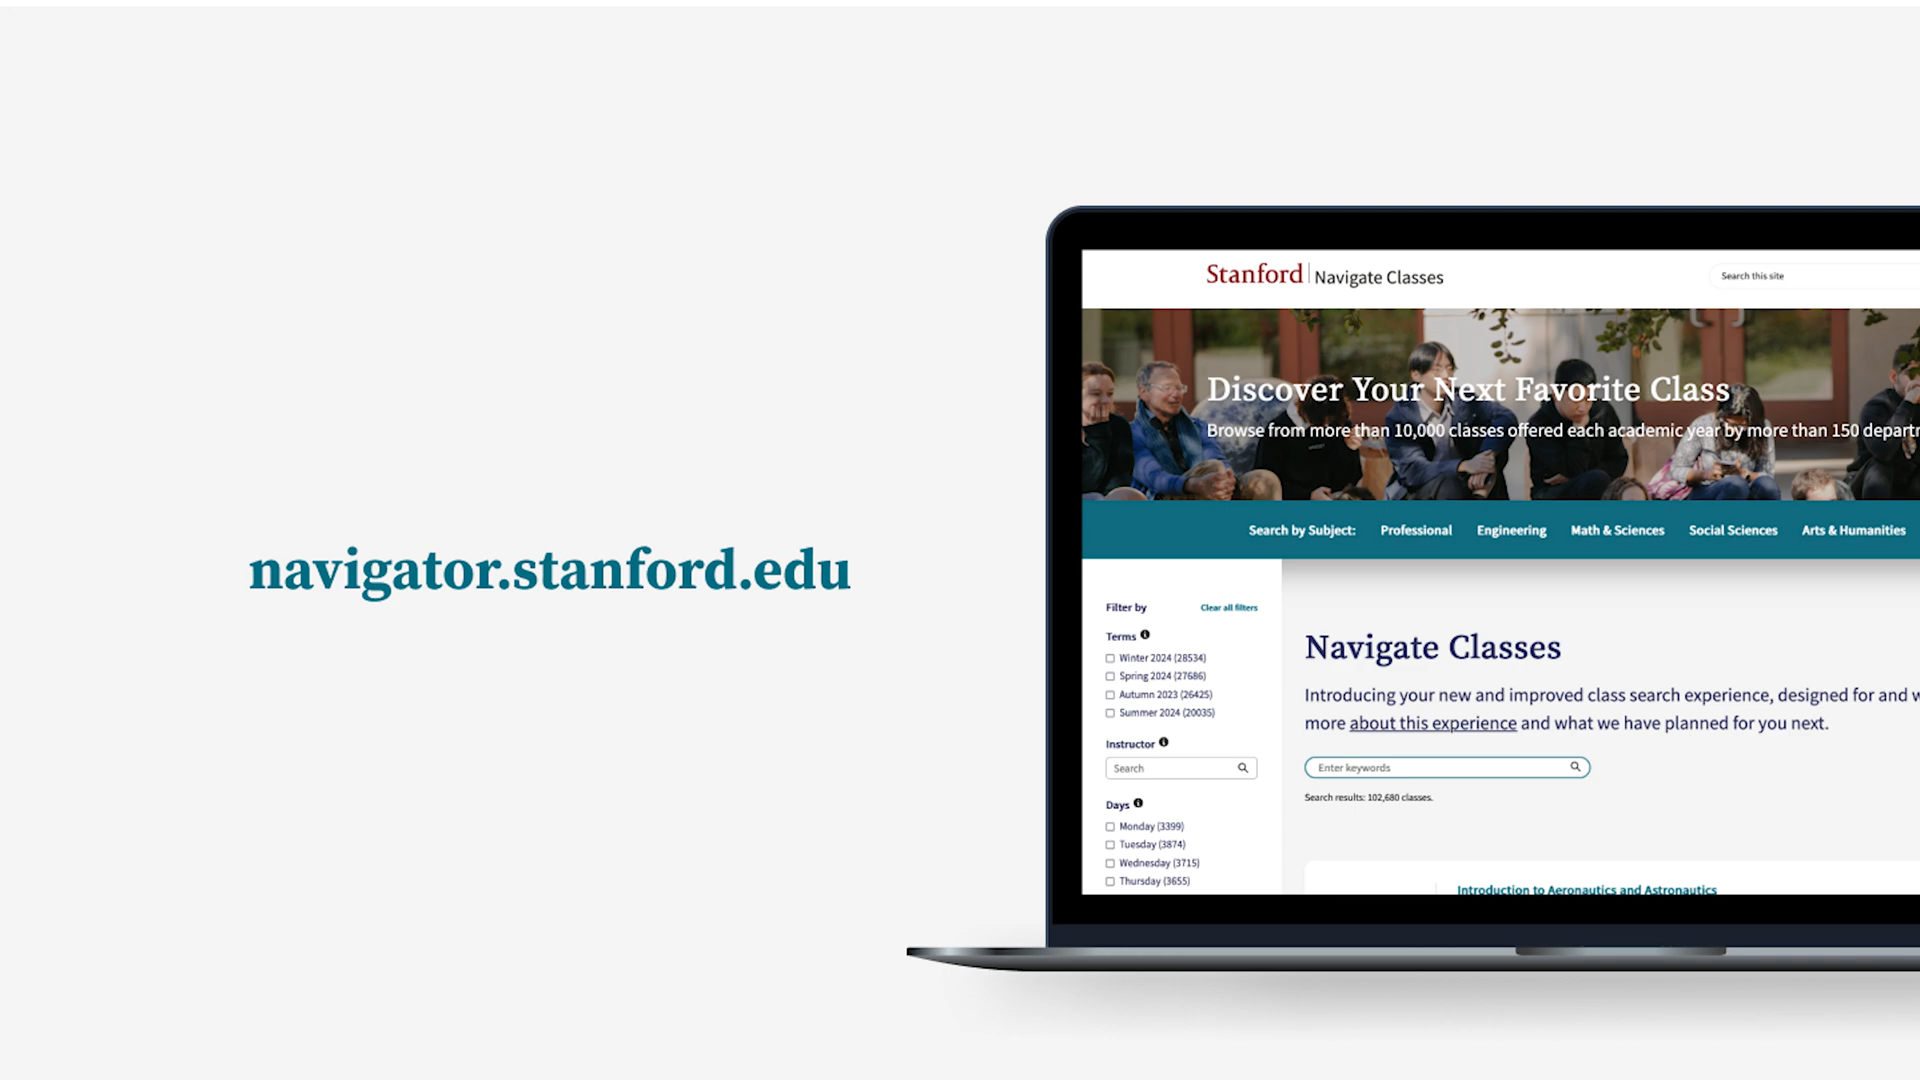 navigator.stanford.edu
Stanford | Navigate Classes
Search this site
Discover Your Next Favorite Class
Browse from more than 10,000 classes offered each academic year by more than 150
Search by Subject: Professional Engineering Math & Sciences Social Sciences Arts & Humanities
Filter by Clear all filters
Terms
Winter 2024 (28534)
Spring 2024 (27686)
Autumn 2023 (26425)
Summer 2024 (20035)
Instructor
Search
Days
Monday (3399)
Tuesday (3874)
Wednesday (3715)
Thursday (3655)
Navigate Classes
Introducing your new and improved class search experience, designed for and
more about this experience and what we have planned for you next.
Enter keywords
Search results: 102,680 classes.
Introduction to Aeronautics and Astronautics